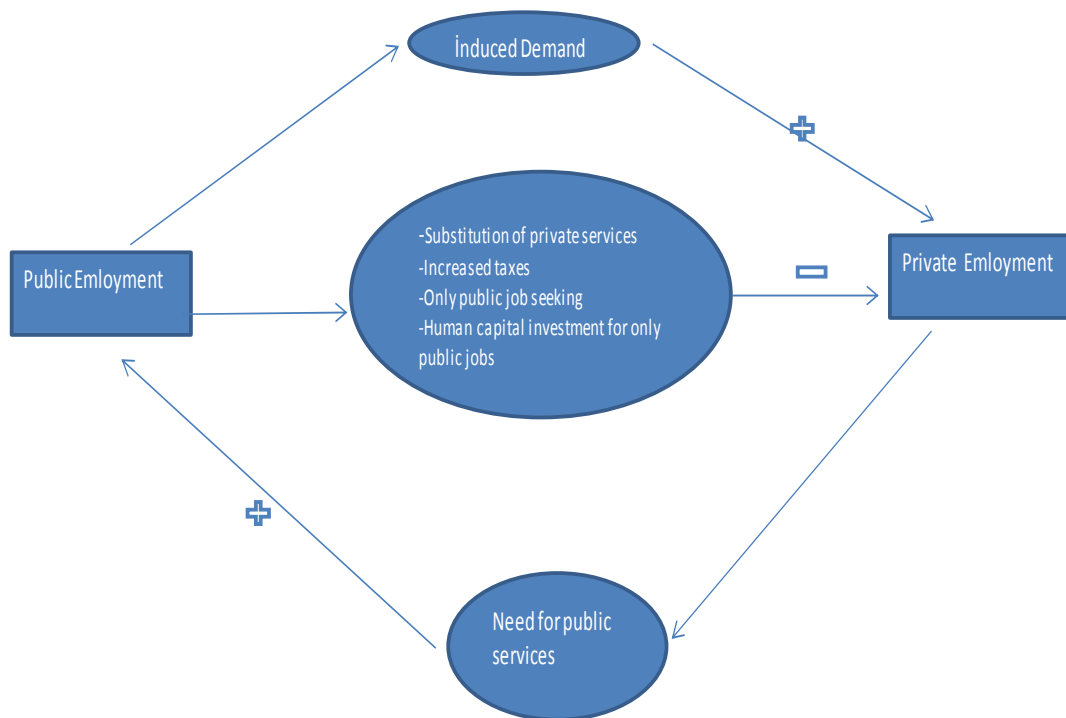 İnduced Demand
-Substitution of private services
-Increased taxes
-Only public job seeking
-Human capital investment for only
public jobs
Public Emloyment
Private Emloyment
Need for public
services